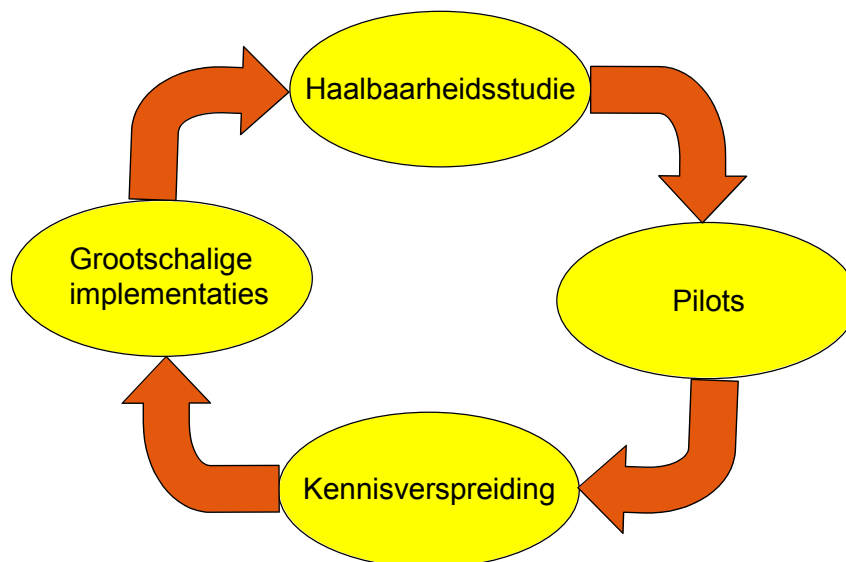 Haalbaarheidsstudie
Pilots
Kennisverspreiding
Grootschalige
implementaties